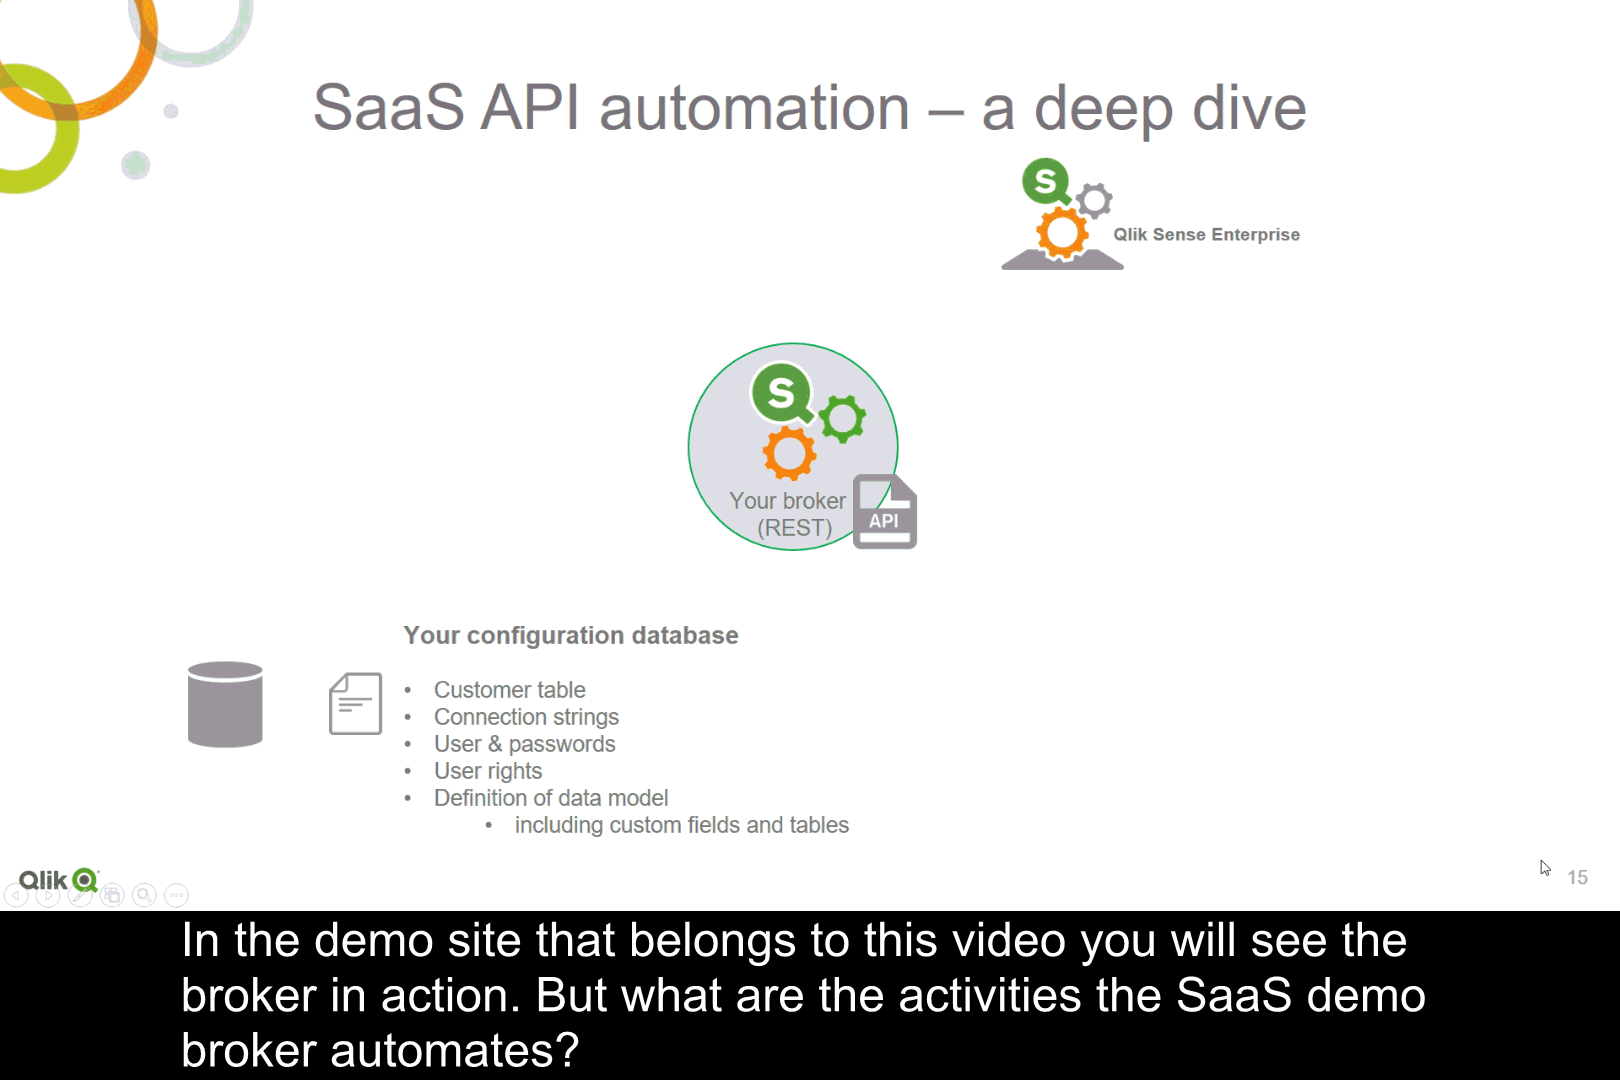 SaaS API automation – a deep dive
S
Qlik Sense Enterprise
S
Your broker
(REST)
API
Your configuration database
• Customer table
• Connection strings
• User & passwords
• User rights
• Definition of data model
• including custom fields and tables
Qlik
15
In the demo site that belongs to this video you will see the
broker in action. But what are the activities the SaaS demo
broker automates?